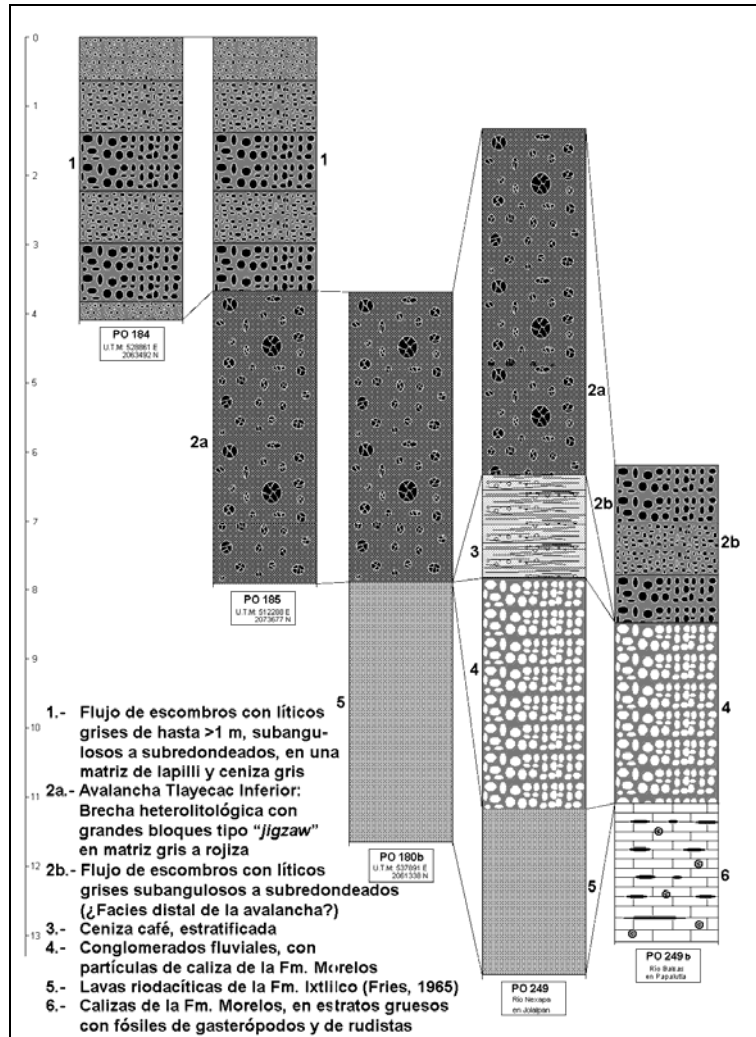 0
1
2
3
4
5
6
7
8
9
10
11
12
13
1
1
2a
2a
2b
2b
3
4
4
5
5
6
PO 184
U.T.M: 528861 E
2063492 N
PO 185
U.T.M: 512288 E
2073677 N
PO 180b
U.T.M: 537891 E
2061338 N
PO 249
Río Nexapa
en Jolalpan
PO 249 b
Río Balsas
en Papalutla
1.- Flujo de escombros con líticos
grises de hasta >1 m, subangu-
losos a subredondeados, en una
matriz de lapilli y ceniza gris
2a.- Avalancha Tlayecac Inferior:
Brecha heterolitológica con
grandes bloques tipo “jigzaw”
en matriz gris a rojiza
2b.- Flujo de escombros con líticos
grises subangulosos a subredondeados
(¿Facies distal de la avalancha?)
3.- Ceniza café, estratificada
4.- Conglomerados fluviales, con
partículas de caliza de la Fm. Morelos
5.- Lavas riodacíticas de la Fm. Ixtlilco (Fries, 1965)
6.- Calizas de la Fm. Morelos, en estratos gruesos
con fósiles de gasterópodos y de rudistas